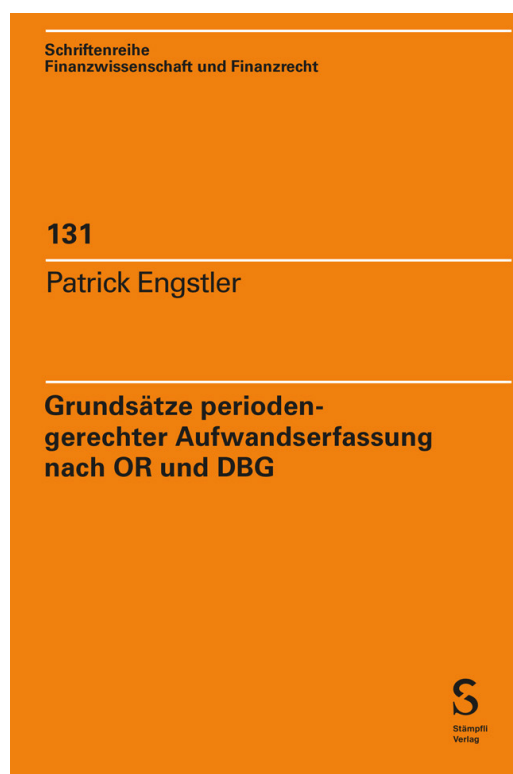 Schriftenreihe
Finanzwissenschaft und Finanzrecht
131
Patrick Engstler
Grundsätze perioden-
gerechter Aufwandserfassung
nach OR und DBG
S
Stämpfli
Verlag